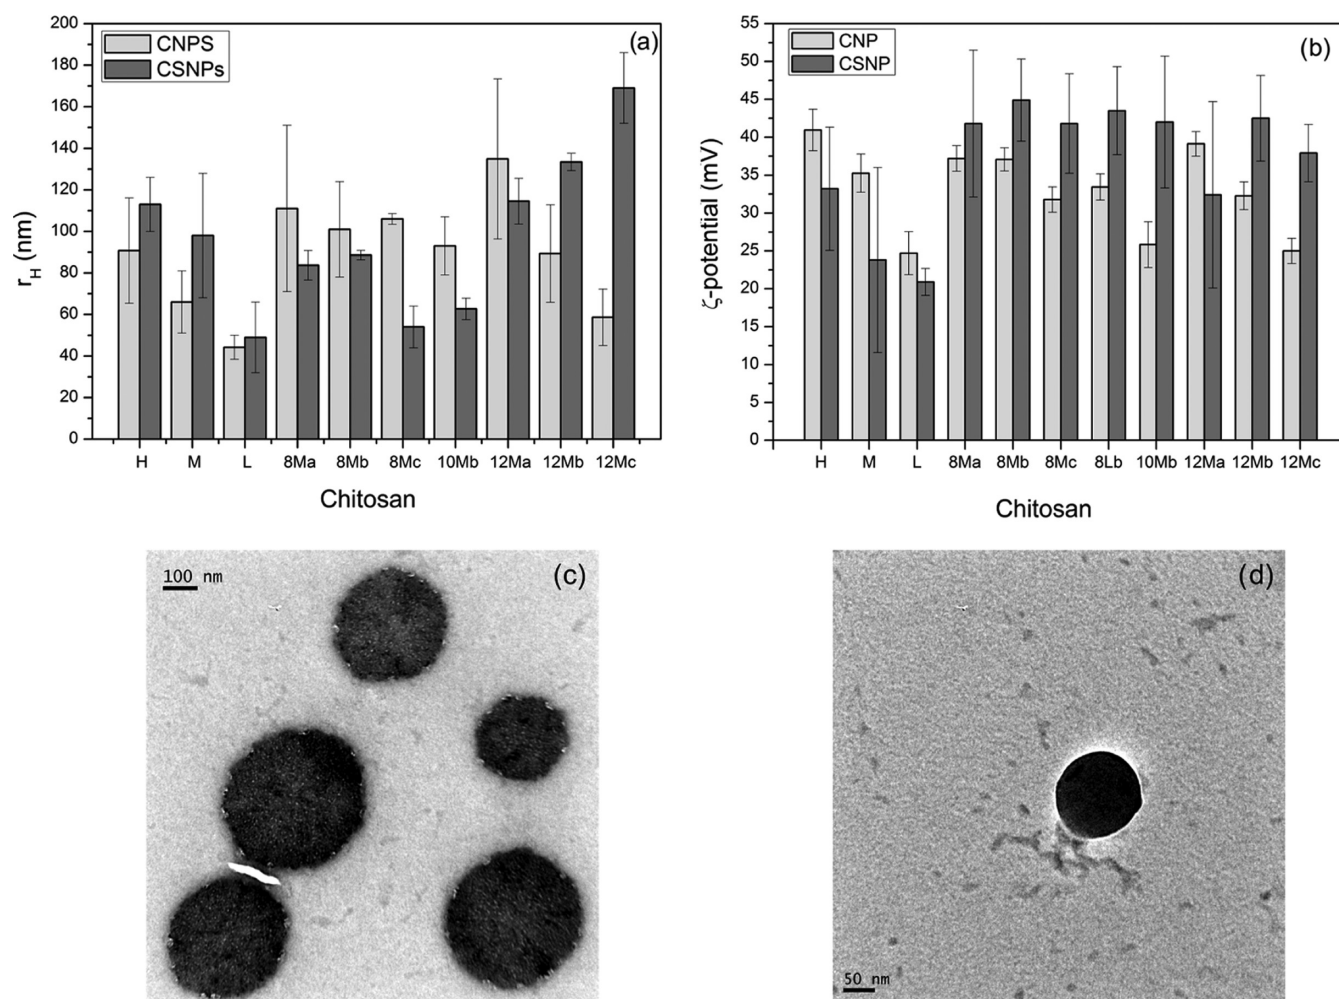 200
180
160
140
120
100
80
60
40
20
0
r_H (nm)
CNPS
CSNPs
(a)
H M L 8Ma 8Mb 8Mc 10Mb 12Ma 12Mb 12Mc
Chitosan
55
50
45
40
35
30
25
20
15
10
5
0
ζ-potential (mV)
CNP
CSNP
(b)
H M L 8Ma 8Mb 8Mc 8Lb 10Mb 12Ma 12Mb 12Mc
Chitosan
100 nm
(c)
(d)
50 nm